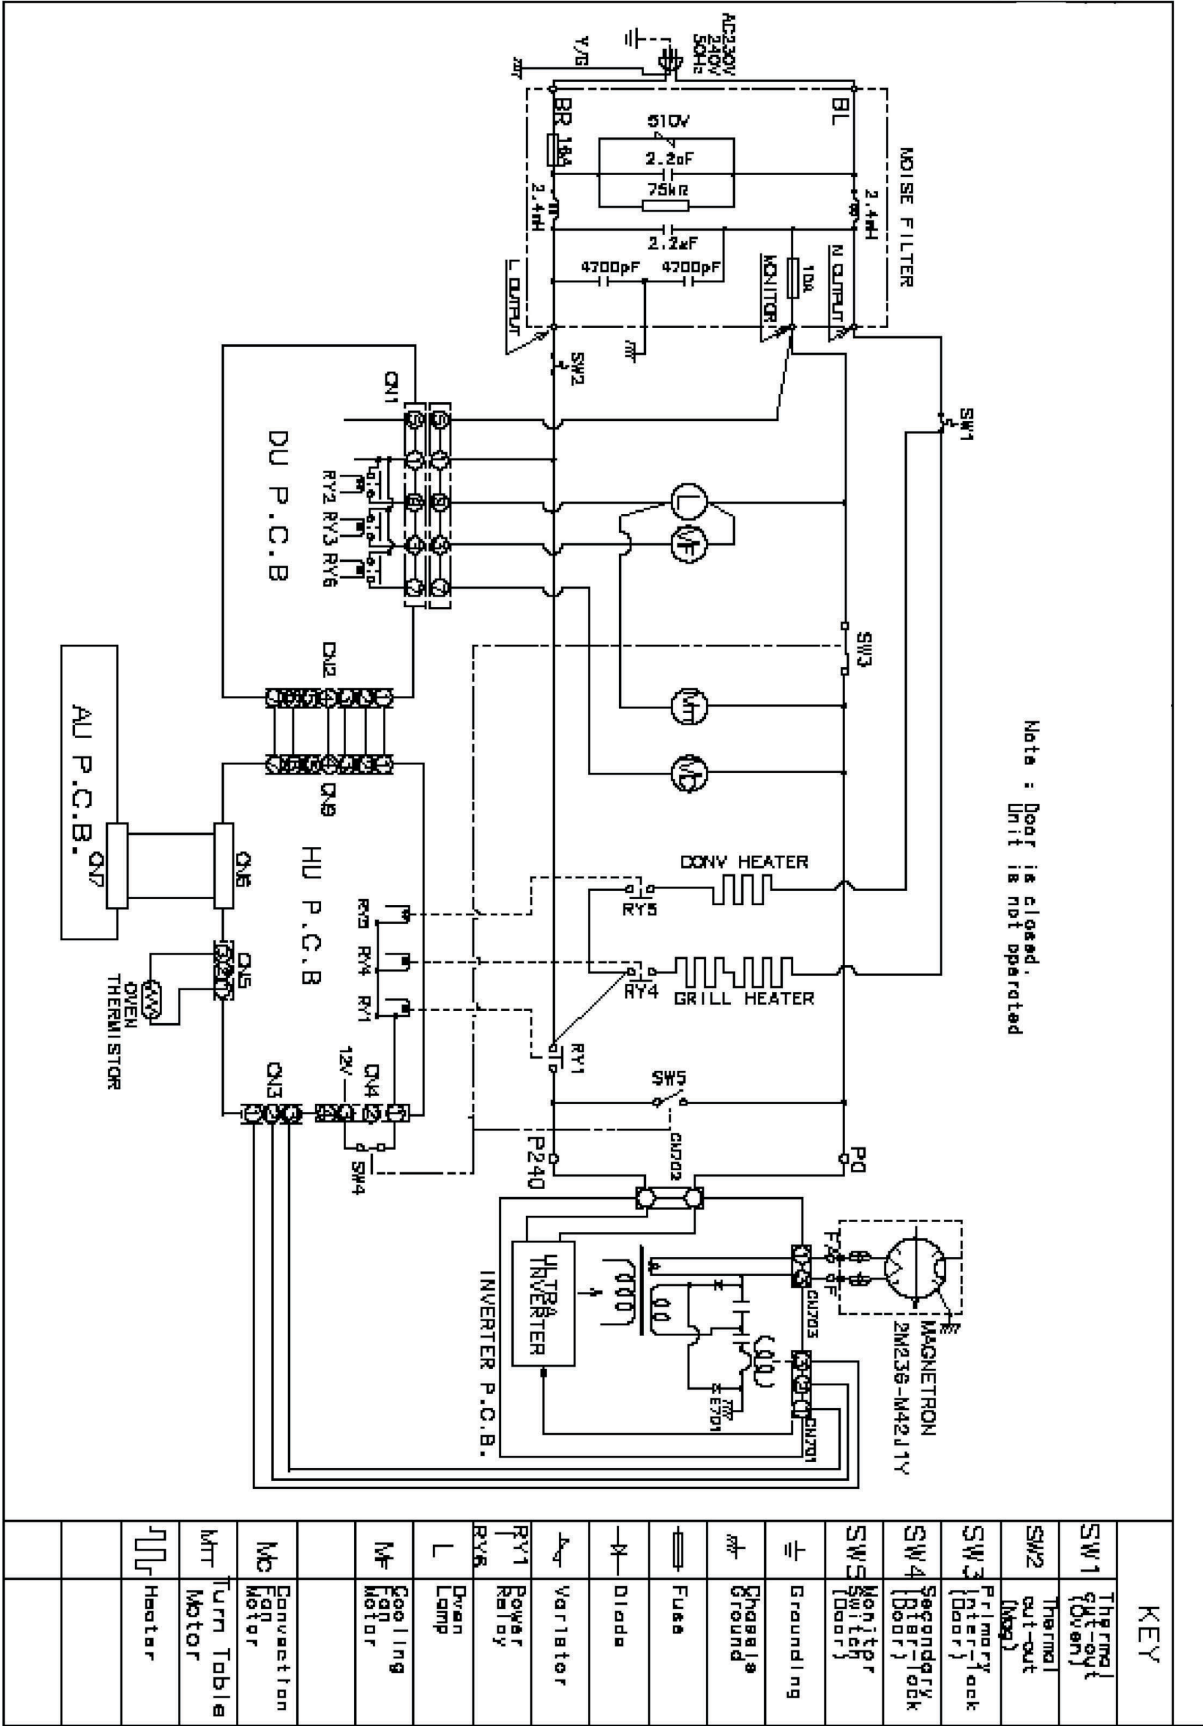 AC230V
240V
50Hz
Y/G
BR
BL
16A
510V
2.2uF
75kΩ
2.2uF
4700pF
4700pF
2.4mH
2.4mH
10A
NOISE FILTER
L OUTPUT
MONITOR
N OUTPUT
SW2
SW1
CN1
DU P.C.B
RY2
RY3
RY6
L
MF
SW3
CN2
MTT
MC
Note : Door is closed.
Unit is not operated
AU P.C.B.
CN7
CN9
CN6
HU P.C.B
RY5
RY4
RY1
CN5
OVEN
THERMISTOR
CONV HEATER
RY5
RY4
GRILL HEATER
RY1
SW5
CN3
12V
CN4
SW4
P240
CN702
P0
ULTRA
INVERTER
INVERTER P.C.B.
FA
F
CN703
CN701
E701
MAGNETRON
2M236-M42J1Y
KEY
SW1 Thermal cut-out (Oven)
SW2 Thermal cut-out (Mag)
SW3 Primary Inter-lock (Door)
SW4 Secondary Inter-lock (Door)
SW5 Monitor Switch (Door)
Grounding
Chassis Ground
Fuse
Diode
Varistor
RY1 RY6 Power Relay
L Oven Lamp
MF Cooling Fan Motor
MC Convection Fan Motor
MTT Turn Table Motor
Heater